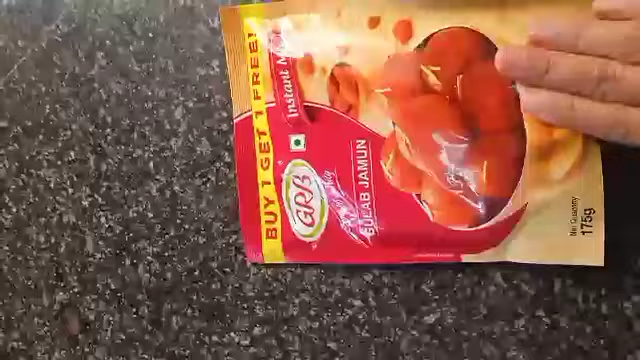 BUY 1 GET 1 FREE!
Instant
GRB
GULAB JAMUN
Net Quantity
175g